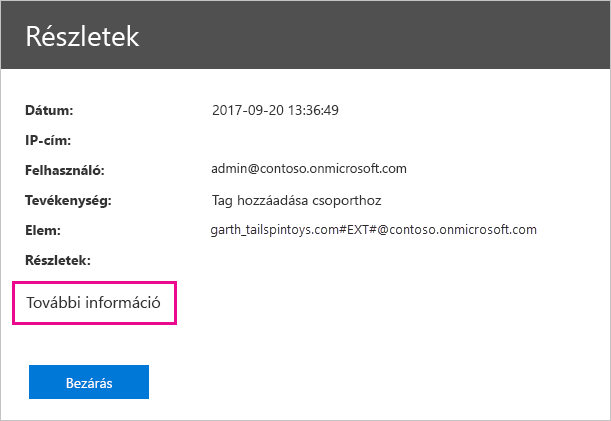 Részletek
Dátum: 2017-09-20 13:36:49
IP-cím:
Felhasználó: admin@contoso.onmicrosoft.com
Tevékenység: Tag hozzáadása csoporthoz
Elem: garth_tailspintoys.com#EXT#@contoso.onmicrosoft.com
Részletek:
További információ
Bezárás